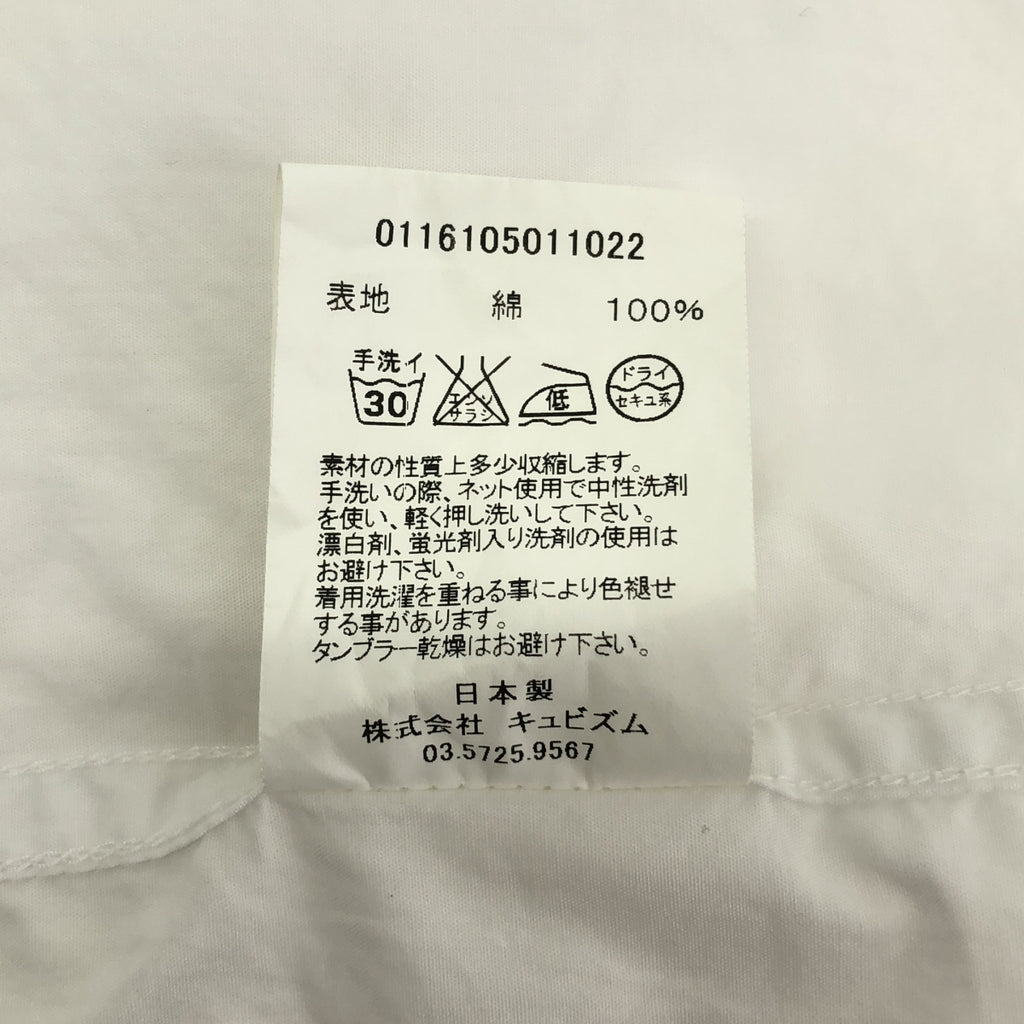 0116105011022
表地 綿 100%
手洗イ 30 エンソサラシ 低 ドライ セキユ系
素材の性質上多少収縮します。
手洗いの際、ネット使用で中性洗剤
を使い、軽く押し洗いして下さい。
漂白剤、蛍光剤入り洗剤の使用は
お避け下さい。
着用洗濯を重ねる事により色褪せ
する事があります。
タンブラー乾燥はお避け下さい。
日本製
株式会社 キュビズム
03.5725.9567